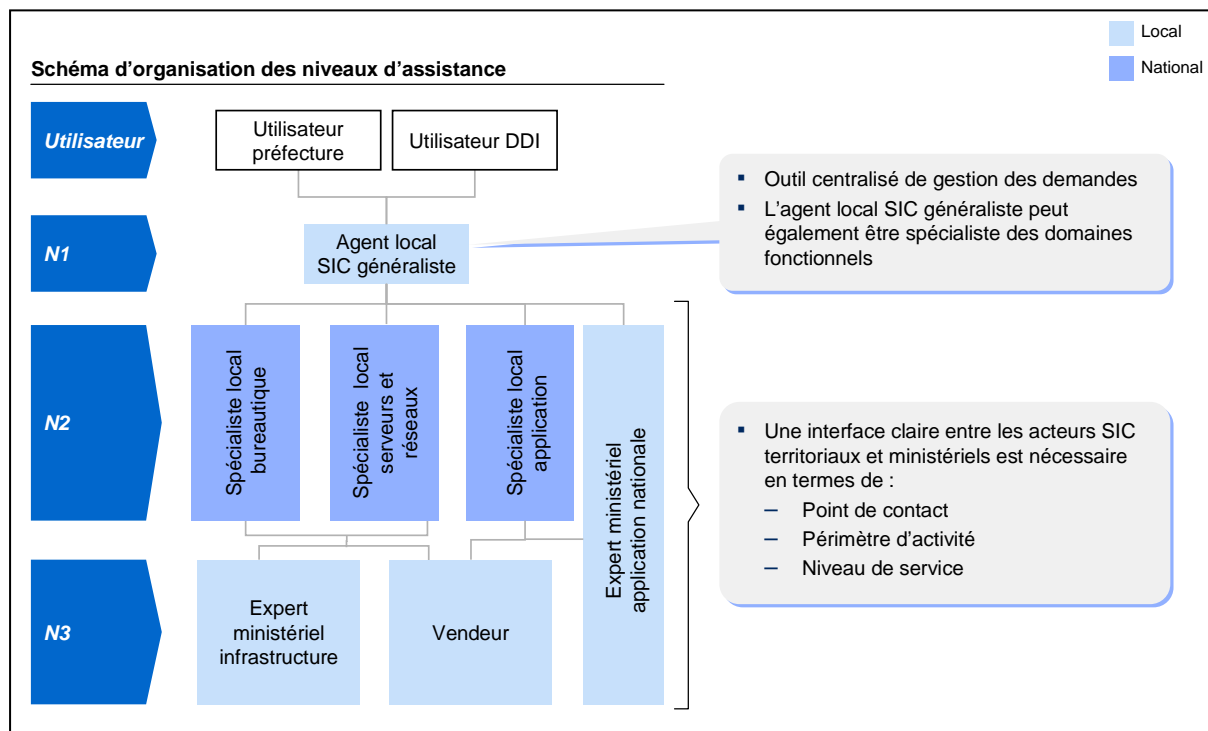 Local
National
Schéma d'organisation des niveaux d'assistance
Utilisateur
Utilisateur
préfecture
Utilisateur DDI
N1
Agent local
SIC généraliste
▪ Outil centralisé de gestion des demandes
▪ L'agent local SIC généraliste peut
également être spécialiste des domaines
fonctionnels
N2
Spécialiste local
bureautique
Spécialiste local
serveurs et
réseaux
Spécialiste local
application
Expert ministériel
application nationale
▪ Une interface claire entre les acteurs SIC
territoriaux et ministériels est nécessaire
en termes de :
– Point de contact
– Périmètre d'activité
– Niveau de service
N3
Expert
ministériel
infrastructure
Vendeur